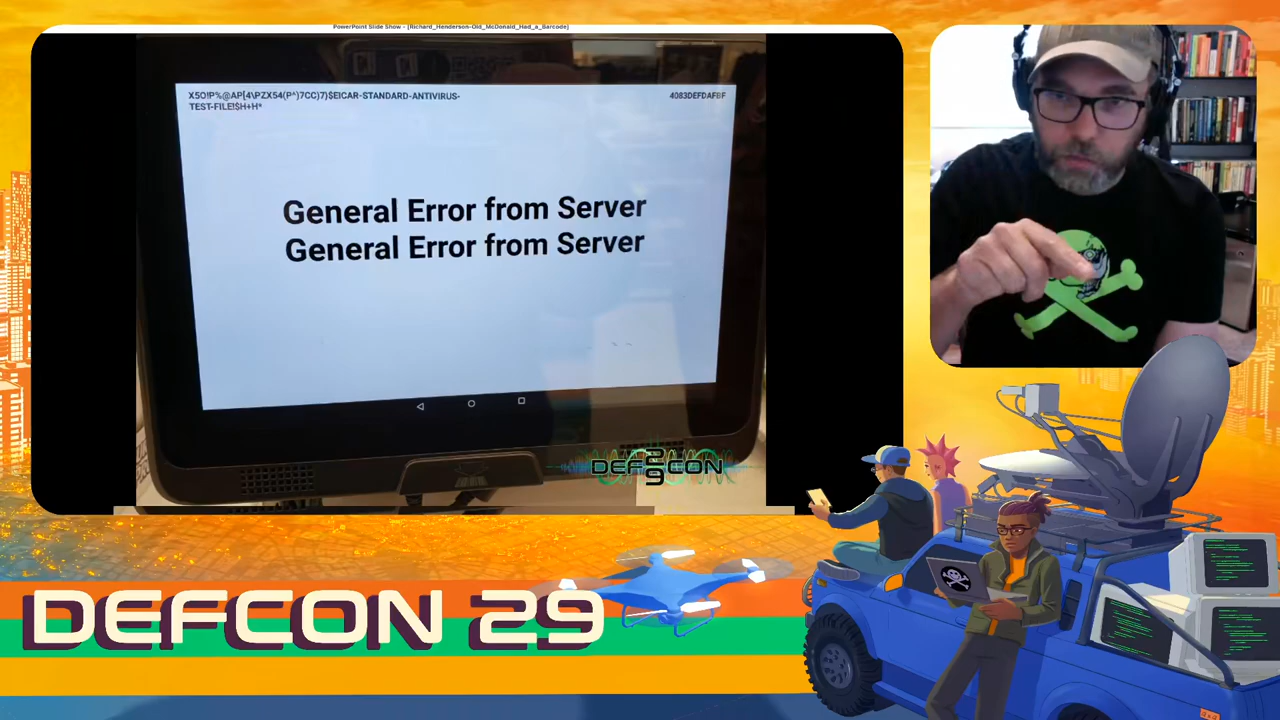 PowerPoint Slide Show - [Richard_Henderson-Old_McDonald_Had_a_Barcode]
X5O!P%@AP[4\PZX54(P^)7CC)7}$EICAR-STANDARD-ANTIVIRUS-
TEST-FILE!$H+H*
4083DEFDAFBF
General Error from Server
General Error from Server
DEF CON
29
DEFCON 29